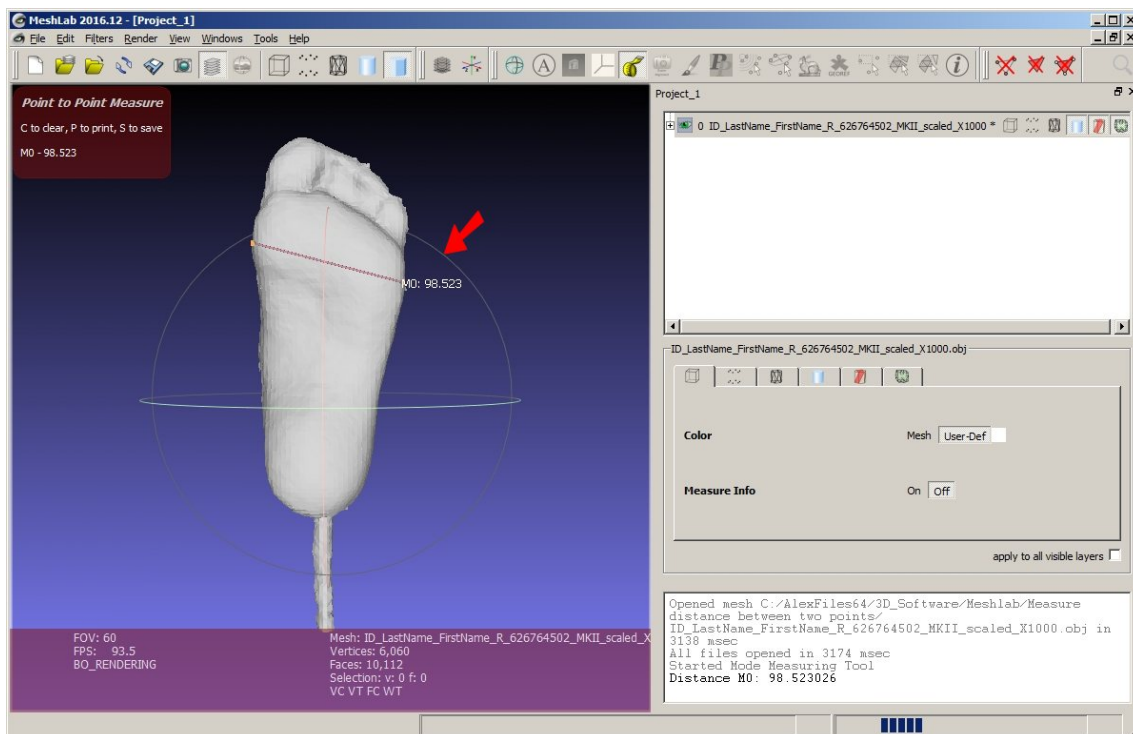 MeshLab 2016.12 - [Project_1]
File Edit Filters Render View Windows Tools Help
Point to Point Measure
C to clear, P to print, S to save
M0 - 98.523
M0: 98.523
FOV: 60
FPS: 93.5
BO_RENDERING
Mesh: ID_LastName_FirstName_R_626764502_MKII_scaled_X
Vertices: 6,060
Faces: 10,112
Selection: v: 0 f: 0
VC VT FC WT
Project_1
0 ID_LastName_FirstName_R_626764502_MKII_scaled_X1000 *
ID_LastName_FirstName_R_626764502_MKII_scaled_X1000.obj
Color Mesh User-Def
Measure Info On Off
apply to all visible layers
Opened mesh C:/AlexFiles64/3D_Software/Meshlab/Measure
distance between two points/
ID_LastName_FirstName_R_626764502_MKII_scaled_X1000.obj in
3138 msec
All files opened in 3174 msec
Started Mode Measuring Tool
Distance M0: 98.523026